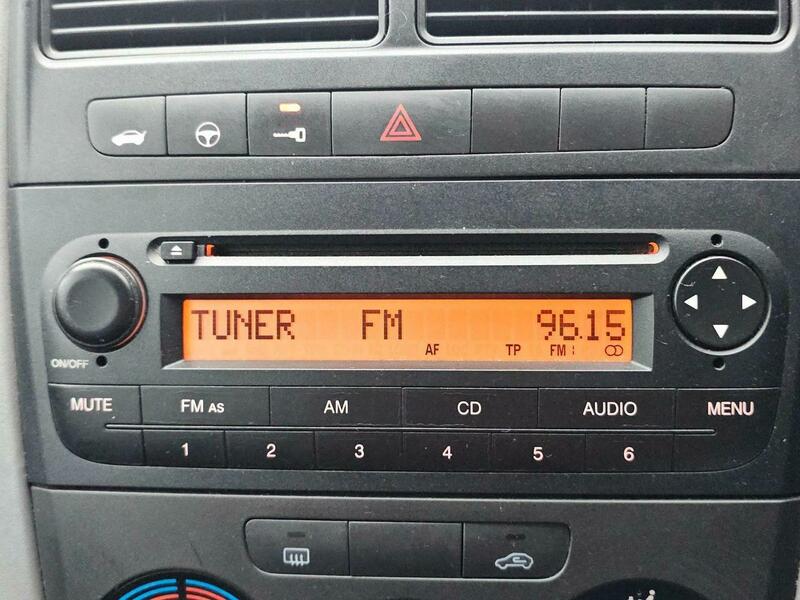 TUNER FM 96.15
AF TP FM1
ON/OFF
MUTE FM AS AM CD AUDIO MENU
1 2 3 4 5 6